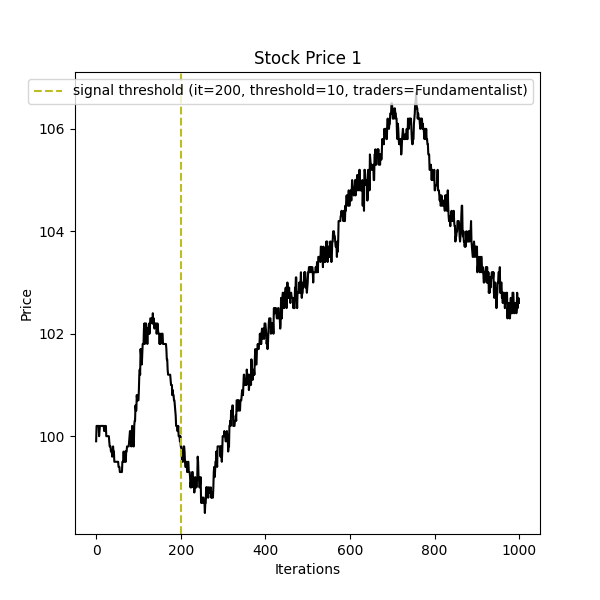 Stock Price 1
signal threshold (it=200, threshold=10, traders=Fundamentalist)
106
104
102
100
Price
0 200 400 600 800 1000
Iterations